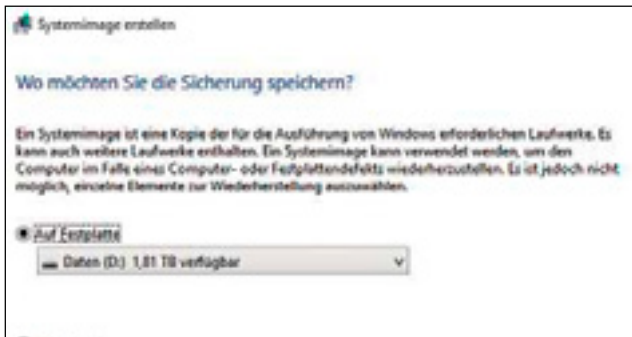 Systemimage erstellen
Wo möchten Sie die Sicherung speichern?
Ein Systemimage ist eine Kopie der für die Ausführung von Windows erforderlichen Laufwerke. Es
kann auch weitere Laufwerke enthalten. Ein Systemimage kann verwendet werden, um den
Computer im Falle eines Computer- oder Festplattendefekts wiederherzustellen. Es ist jedoch nicht
möglich, einzelne Elemente zur Wiederherstellung auszuwählen.
Auf Festplatte
Daten (D:) 1,81 TB verfügbar